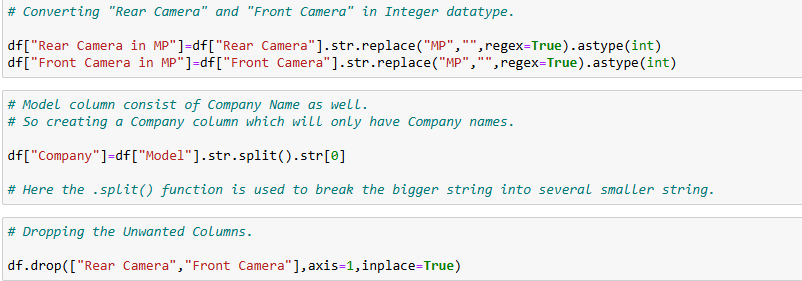 # Converting "Rear Camera" and "Front Camera" in Integer datatype.
df["Rear Camera in MP"]=df["Rear Camera"].str.replace("MP","",regex=True).astype(int)
df["Front Camera in MP"]=df["Front Camera"].str.replace("MP","",regex=True).astype(int)
# Model column consist of Company Name as well.
# So creating a Company column which will only have Company names.
df["Company"]=df["Model"].str.split().str[0]
# Here the .split() function is used to break the bigger string into several smaller string.
# Dropping the Unwanted Columns.
df.drop(["Rear Camera","Front Camera"],axis=1,inplace=True)